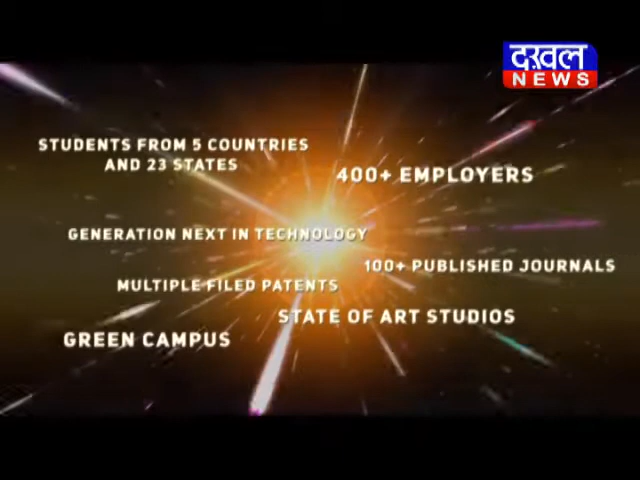 दख़ल
NEWS
STUDENTS FROM 5 COUNTRIES
AND 23 STATES
400+ EMPLOYERS
GENERATION NEXT IN TECHNOLOGY
100+ PUBLISHED JOURNALS
MULTIPLE FILED PATENTS
STATE OF ART STUDIOS
GREEN CAMPUS